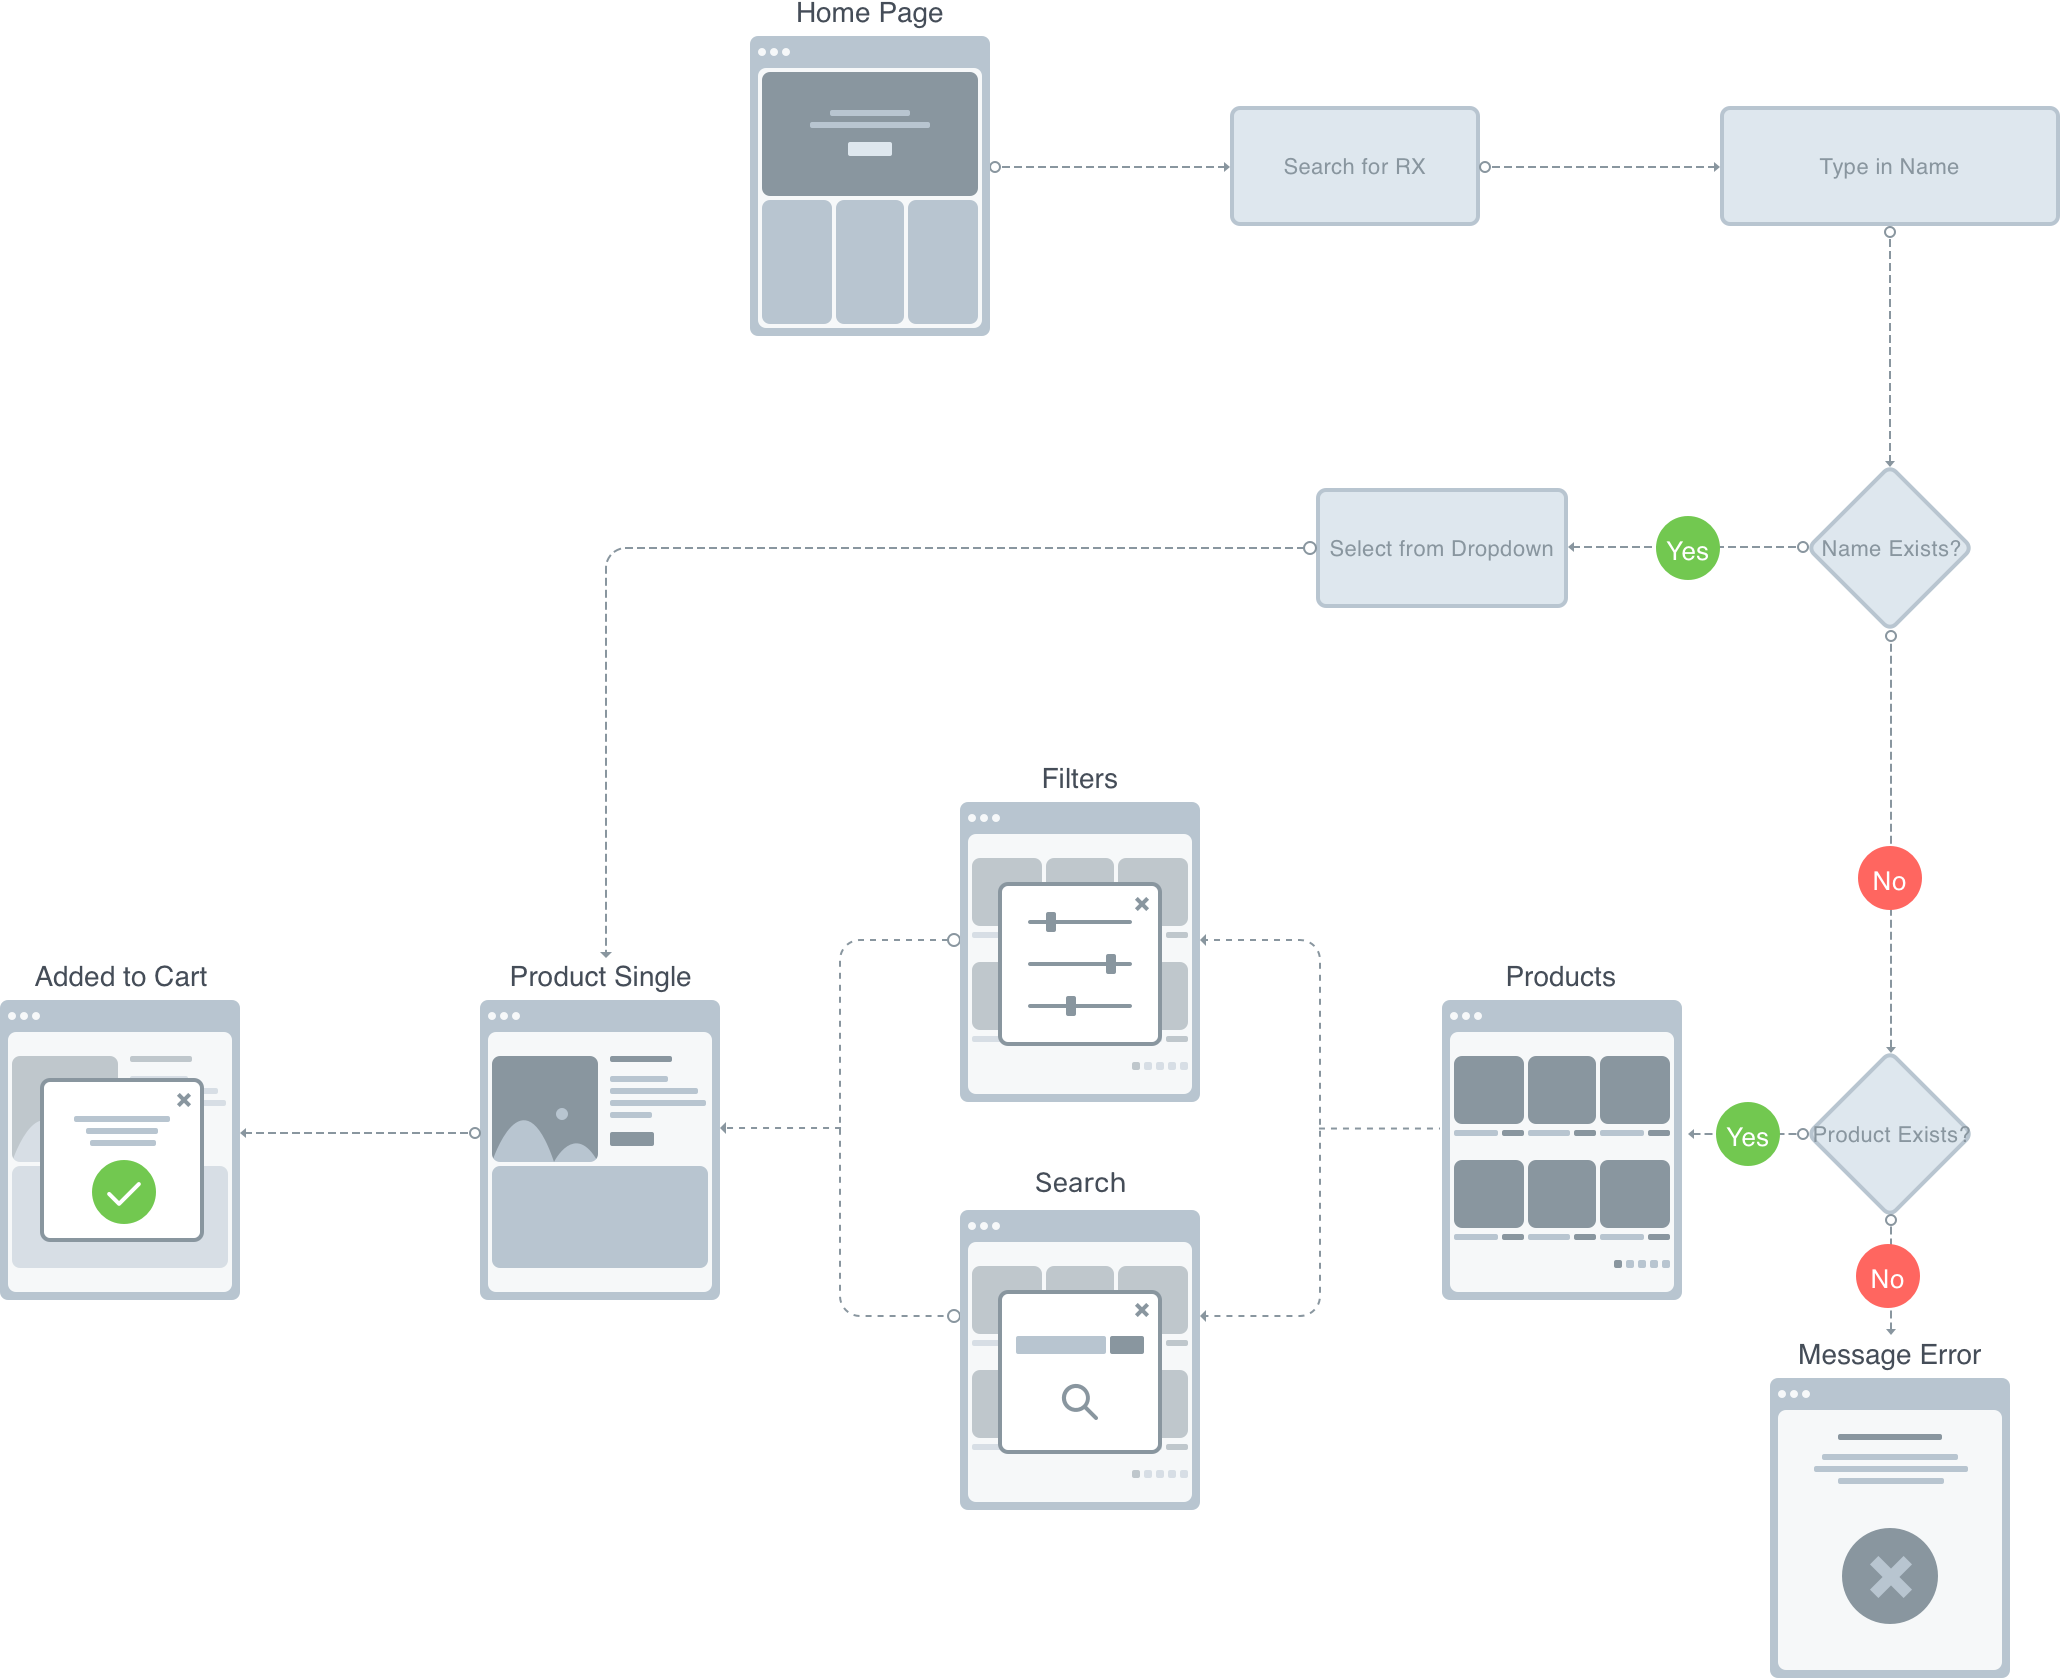 Home Page
Search for RX
Type in Name
Name Exists?
Yes
Select from Dropdown
No
Filters
Added to Cart
Product Single
Products
Product Exists?
Yes
Search
No
Message Error